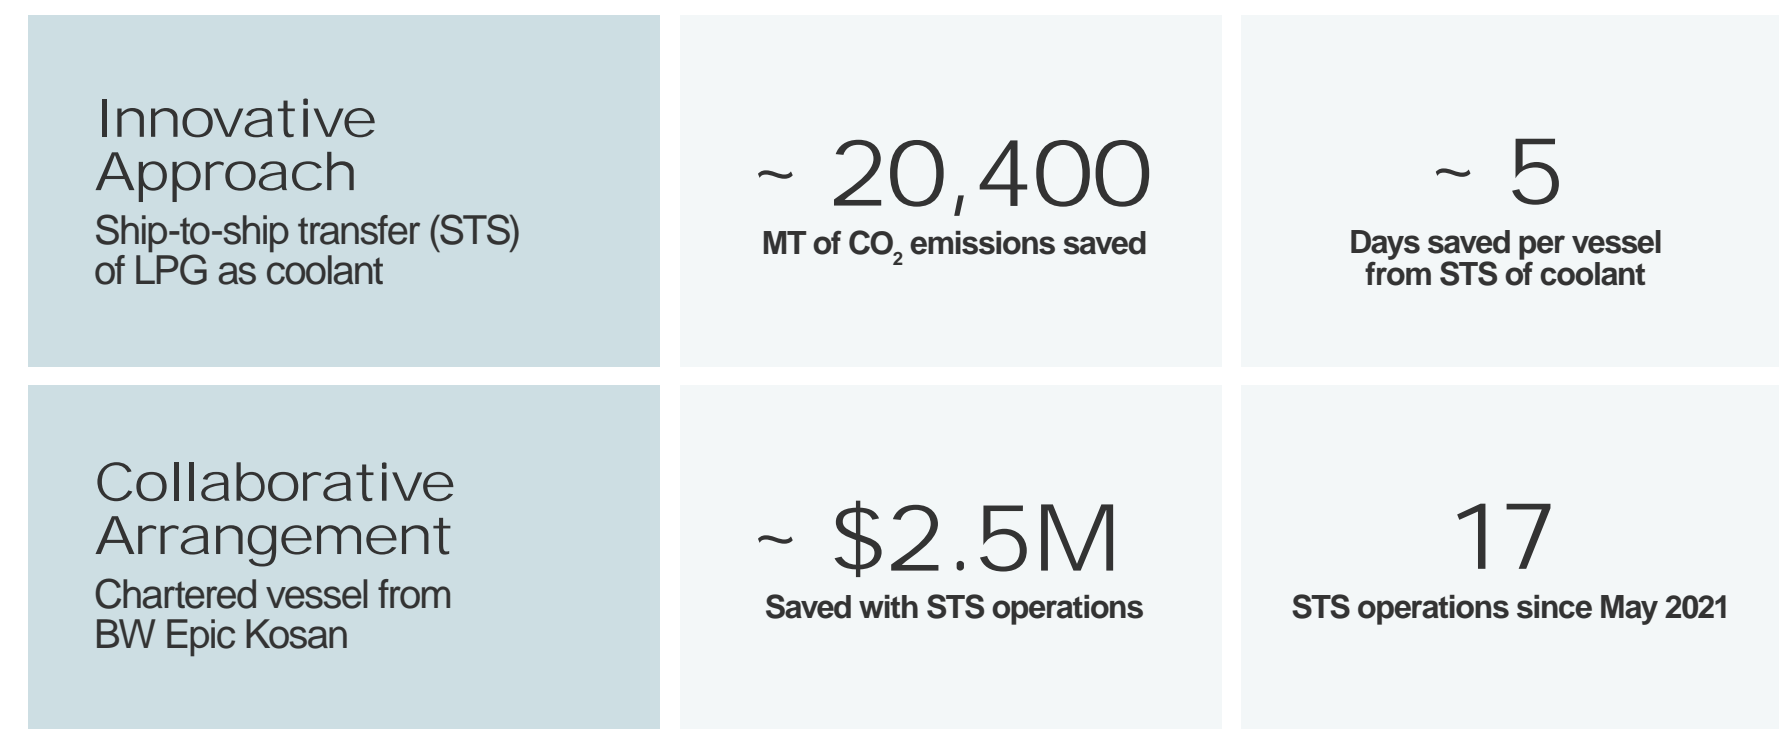 Innovative
Approach
Ship-to-ship transfer (STS)
of LPG as coolant
~ 20,400
MT of CO₂ emissions saved
~ 5
Days saved per vessel
from STS of coolant
Collaborative
Arrangement
Chartered vessel from
BW Epic Kosan
~ $2.5M
Saved with STS operations
17
STS operations since May 2021